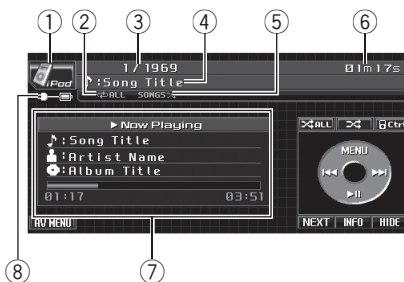 ① ② ③ ④ ⑤ ⑥
iPod
1/1969
01m17s
:Song Title
ALL SONGS
▶Now Playing
:Song Title
:Artist Name
:Album Title
01:17 03:51
ALL
Ctrl
MENU
AV MENU
NEXT INFO HIDE
⑧ ⑦